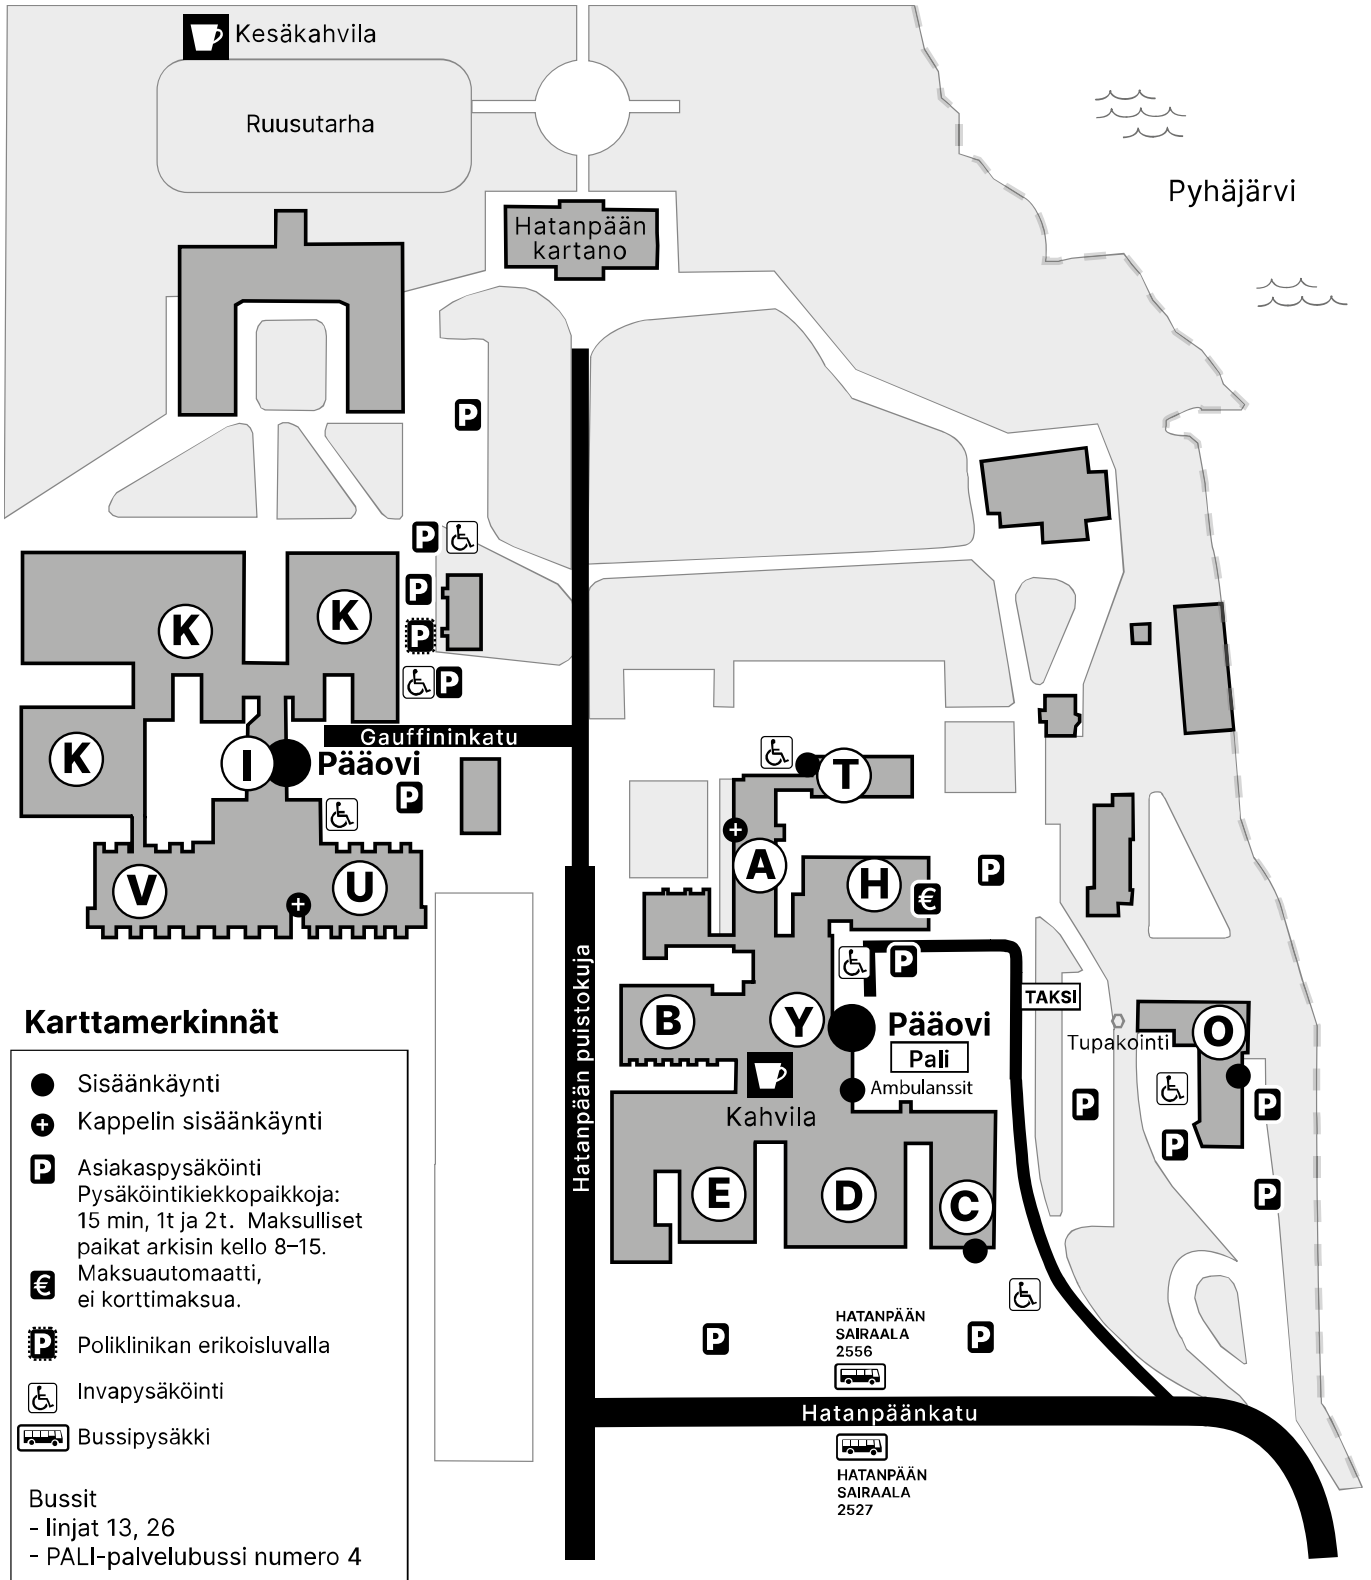 Kesäkahvila
Ruusutarha
Pyhäjärvi
Hatanpään
kartano
P
P
P
P
P
K
K
K
Gauffininkatu
I
Pääovi
P
T
A
H
€
P
V
U
P
Hatanpään puistokuja
B
Y
Pääovi
Pali
Ambulanssit
Kahvila
TAKSI
Tupakointi
O
P
P
P
P
E
D
C
P
P
HATANPÄÄN
SAIRAALA
2556
Hatanpäänkatu
HATANPÄÄN
SAIRAALA
2527
Karttamerkinnät
Sisäänkäynti
Kappelin sisäänkäynti
P Asiakaspysäköinti
Pysäköintikiekkopaikkoja:
15 min, 1t ja 2t. Maksulliset
paikat arkisin kello 8–15.
€ Maksuautomaatti,
ei korttimaksua.
P Poliklinikan erikoisluvalla
Invapysäköinti
Bussipysäkki
Bussit
- linjat 13, 26
- PALI-palvelubussi numero 4